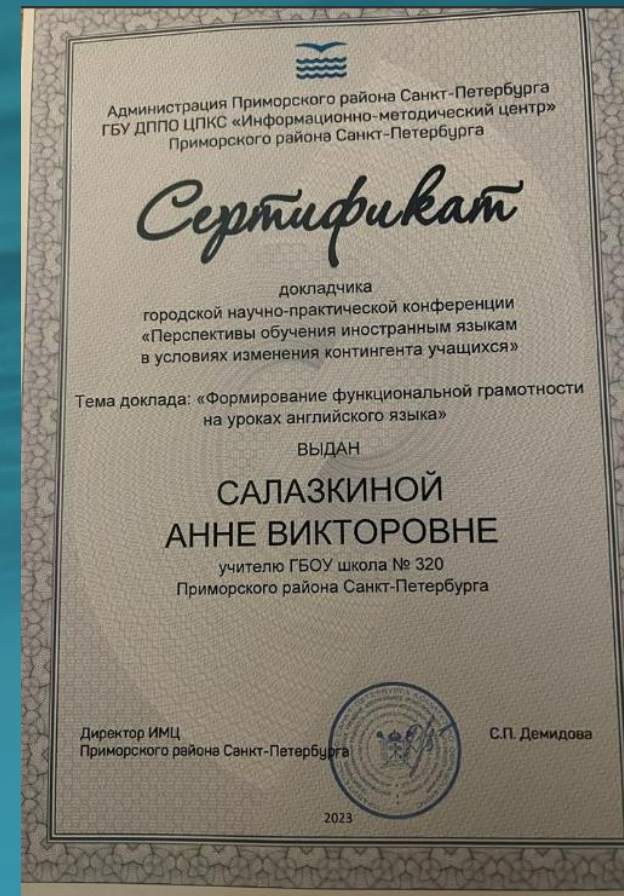 Администрация Приморского района Санкт-Петербурга
ГБУ ДППО ЦПКС «Информационно-методический центр»
Приморского района Санкт-Петербурга
Сертификат
докладчика
городской научно-практической конференции
«Перспективы обучения иностранным языкам
в условиях изменения контингента учащихся»
Тема доклада: «Формирование функциональной грамотности
на уроках английского языка»
ВЫДАН
САЛАЗКИНОЙ
АННЕ ВИКТОРОВНЕ
учителю ГБОУ школа № 320
Приморского района Санкт-Петербурга
Директор ИМЦ
Приморского района Санкт-Петербурга
С.П. Демидова
2023